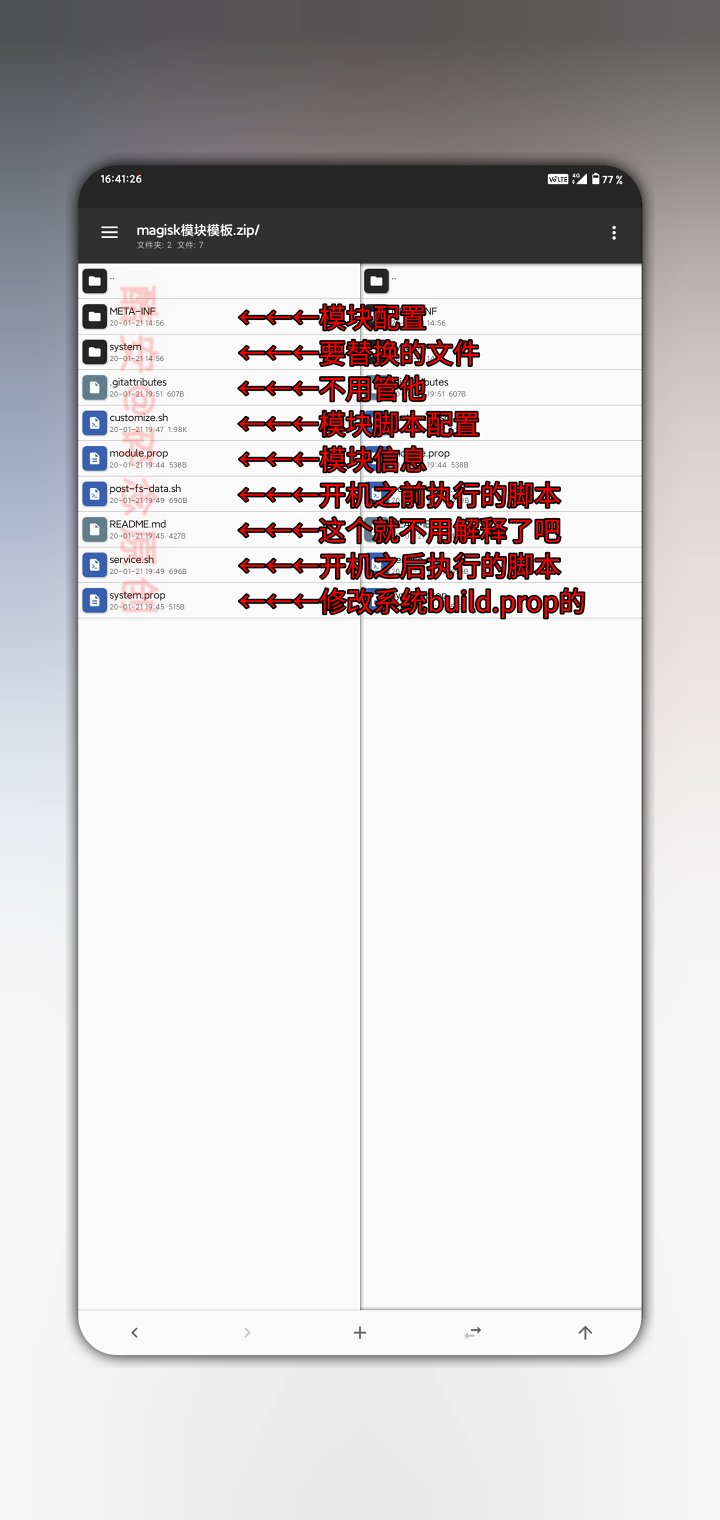 16:41:26
VoLTE 4G 77 %
magisk模块模板.zip/
文件夹: 2 文件: 7
..
..
META-INF
20-01-21 14:56
←←←模块配置
NF
14:56
system
20-01-21 14:56
←←←要替换的文件
.gitattributes
20-01-21 19:51 607B
←←←不用管他
butes
19:51 607B
customize.sh
20-01-21 19:47 1.98K
←←←模块脚本配置
module.prop
20-01-21 19:44 538B
←←←模块信息
e.prop
19:44 538B
post-fs-data.sh
20-01-21 19:49 690B
←←←开机之前执行的脚本
README.md
20-01-21 19:45 427B
←←←这个就不用解释了吧
service.sh
20-01-21 19:49 696B
←←←开机之后执行的脚本
system.prop
20-01-21 19:45 515B
←←←修改系统build.prop的